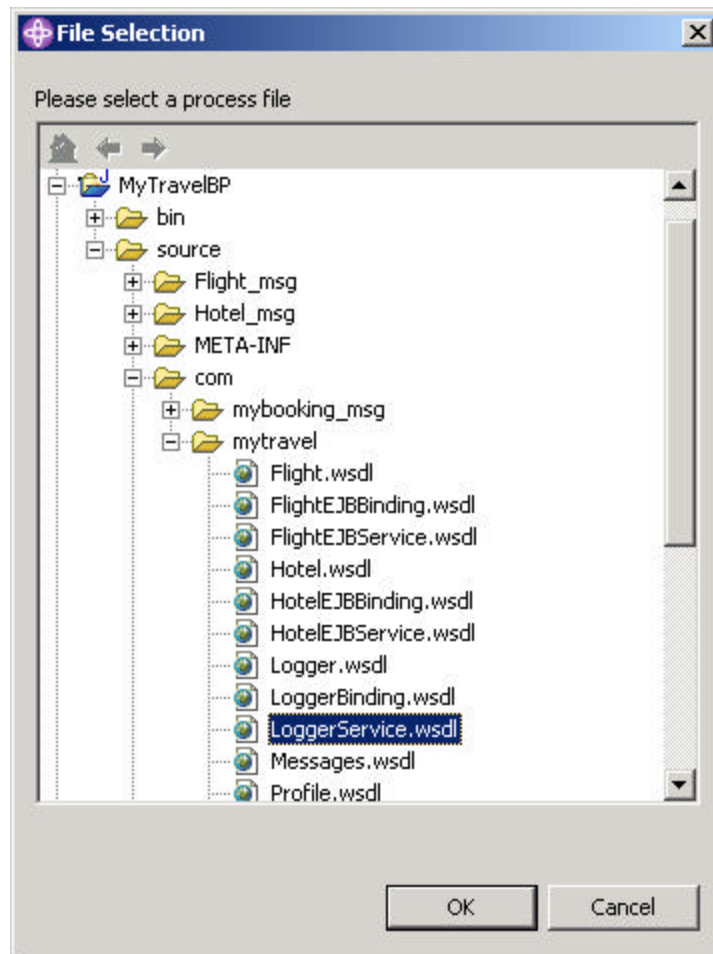 File Selection
Please select a process file
MyTravelBP
bin
source
Flight_msg
Hotel_msg
META-INF
com
mybooking_msg
mytravel
Flight.wsdl
FlightEJBBinding.wsdl
FlightEJBService.wsdl
Hotel.wsdl
HotelEJBBinding.wsdl
HotelEJBService.wsdl
Logger.wsdl
LoggerBinding.wsdl
LoggerService.wsdl
Messages.wsdl
Profile.wsdl
OK Cancel